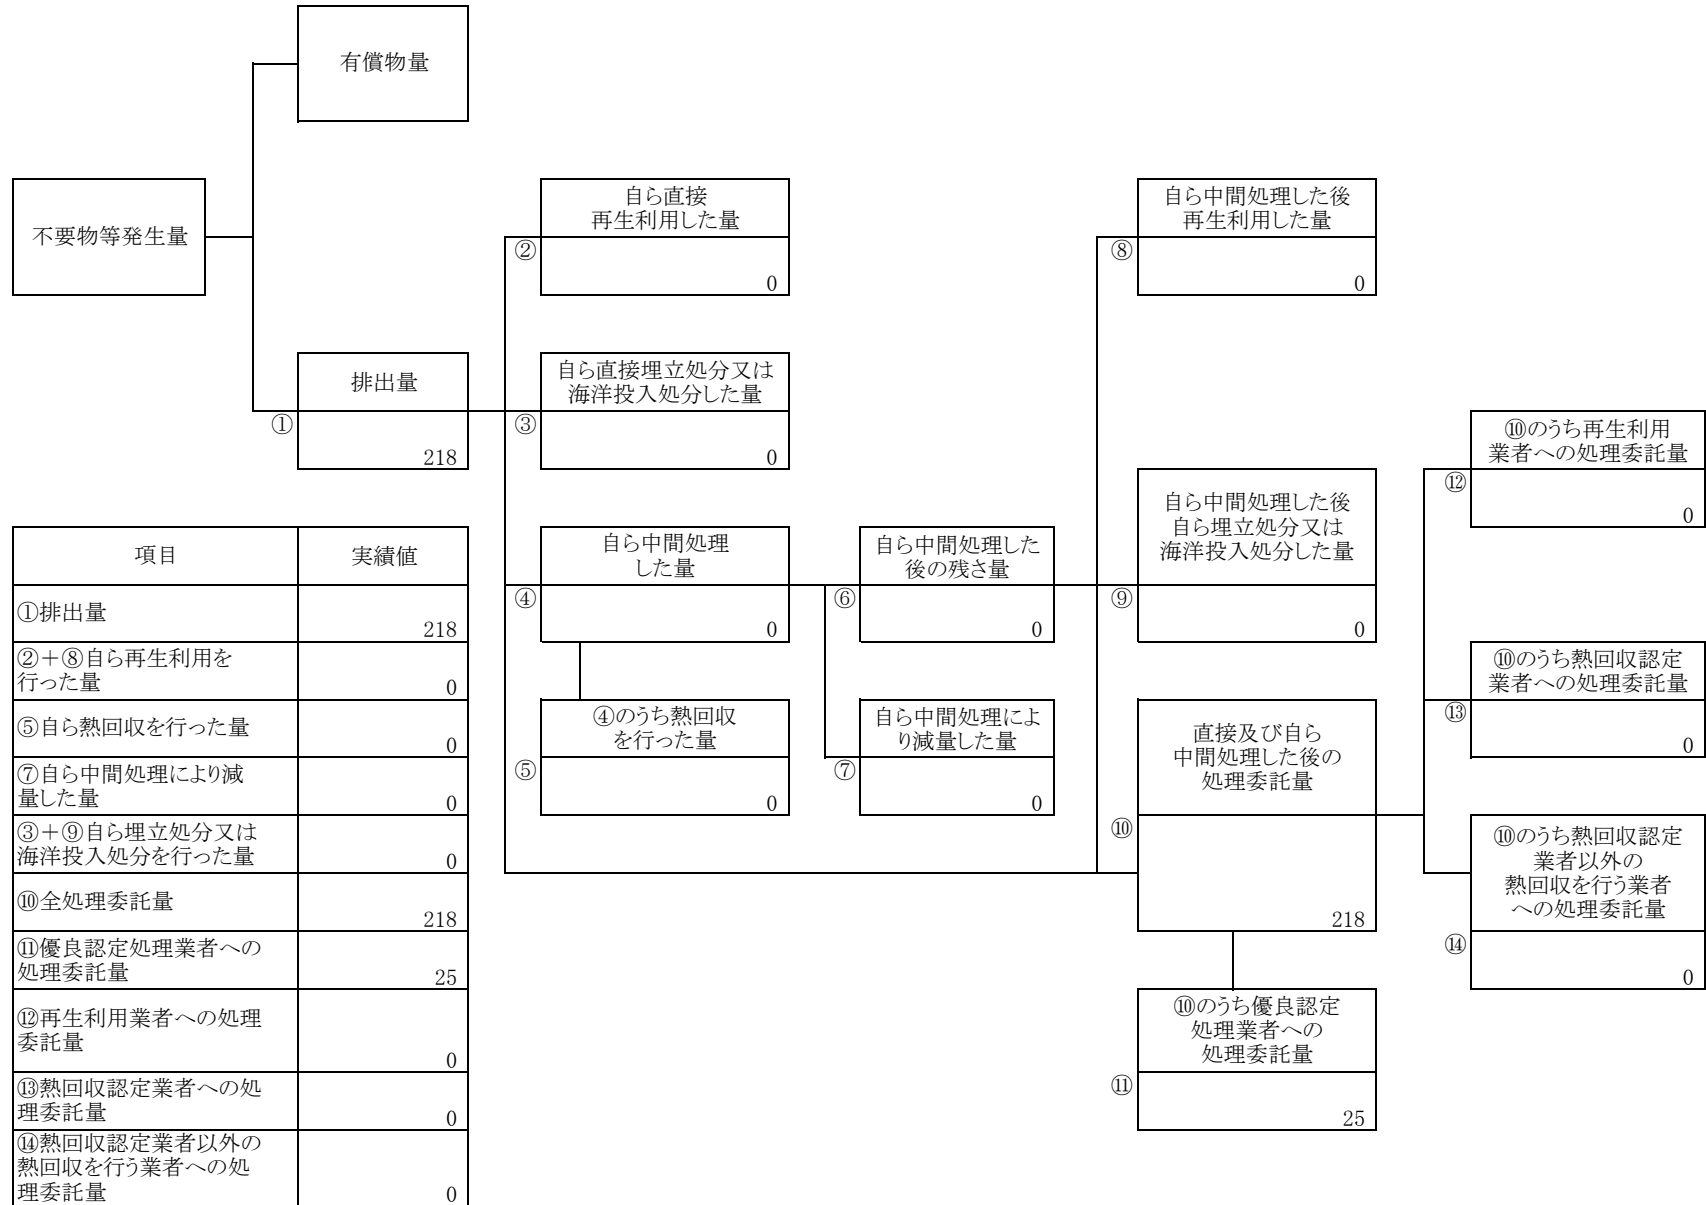 有償物量
不要物等発生量
自ら直接
再生利用した量
②
0
自ら中間処理した後
再生利用した量
⑧
0
排出量
①
218
自ら直接埋立処分又は
海洋投入処分した量
③
0
⑩のうち再生利用
業者への処理委託量
⑫
0
自ら中間処理
した量
④
0
自ら中間処理した
後の残さ量
⑥
0
自ら中間処理した後
自ら埋立処分又は
海洋投入処分した量
⑨
0
⑩のうち熱回収認定
業者への処理委託量
⑬
0
④のうち熱回収
を行った量
⑤
0
自ら中間処理によ
り減量した量
⑦
0
直接及び自ら
中間処理した後の
処理委託量
⑩
218
⑩のうち熱回収認定
業者以外の
熱回収を行う業者
への処理委託量
⑭
0
⑩のうち優良認定
処理業者への
処理委託量
⑪
25
項目 実績値
①排出量
218
②＋⑧自ら再生利用を
行った量 0
⑤自ら熱回収を行った量
0
⑦自ら中間処理により減
量した量 0
③＋⑨自ら埋立処分又は
海洋投入処分を行った量 0
⑩全処理委託量
218
⑪優良認定処理業者への
処理委託量 25
⑫再生利用業者への処理
委託量
0
⑬熱回収認定業者への処
理委託量 0
⑭熱回収認定業者以外の
熱回収を行う業者への処
理委託量 0